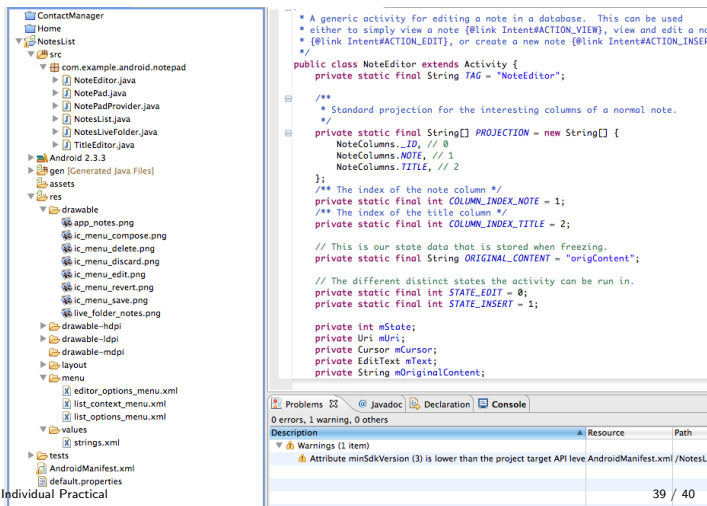 ContactManager
Home
NotesList
src
com.example.android.notepad
NoteEditor.java
NotePad.java
NotePadProvider.java
NotesList.java
NotesLiveFolder.java
TitleEditor.java
Android 2.3.3
gen [Generated Java Files]
assets
res
drawable
app_notes.png
ic_menu_compose.png
ic_menu_delete.png
ic_menu_discard.png
ic_menu_edit.png
ic_menu_revert.png
ic_menu_save.png
live_folder_notes.png
drawable-hdpi
drawable-ldpi
drawable-mdpi
layout
menu
editor_options_menu.xml
list_context_menu.xml
list_options_menu.xml
values
strings.xml
tests
AndroidManifest.xml
default.properties
* A generic activity for editing a note in a database. This can be used
* either to simply view a note {@link Intent#ACTION_VIEW}, view and edit a no
* {@link Intent#ACTION_EDIT}, or create a new note {@link Intent#ACTION_INSER
*/
public class NoteEditor extends Activity {
private static final String TAG = "NoteEditor";
/**
* Standard projection for the interesting columns of a normal note.
*/
private static final String[] PROJECTION = new String[] {
NoteColumns._ID, // 0
NoteColumns.NOTE, // 1
NoteColumns.TITLE, // 2
};
/** The index of the note column */
private static final int COLUMN_INDEX_NOTE = 1;
/** The index of the title column */
private static final int COLUMN_INDEX_TITLE = 2;
// This is our state data that is stored when freezing.
private static final String ORIGINAL_CONTENT = "origContent";
// The different distinct states the activity can be run in.
private static final int STATE_EDIT = 0;
private static final int STATE_INSERT = 1;
private int mState;
private Uri mUri;
private Cursor mCursor;
private EditText mText;
private String mOriginalContent;
Problems @ Javadoc Declaration Console
0 errors, 1 warning, 0 others
Description Resource Path
Warnings (1 item)
Attribute minSdkVersion (3) is lower than the project target API leve AndroidManifest.xml /NotesL
Individual Practical 39 / 40